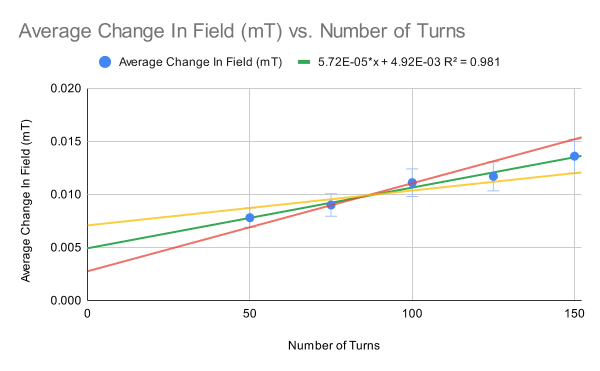 Average Change In Field (mT) vs. Number of Turns
Average Change In Field (mT)
5.72E-05*x + 4.92E-03 R² = 0.981
Average Change In Field (mT)
0.020
0.015
0.010
0.005
0.000
0
50
100
150
Number of Turns